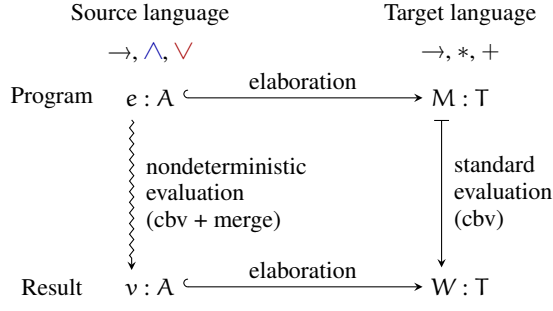 Source language Target language
→, ∧, ∨ →, ∗, +
Program e : A elaboration M : T
nondeterministic
evaluation
(cbv + merge)
standard
evaluation
(cbv)
Result v : A elaboration W : T